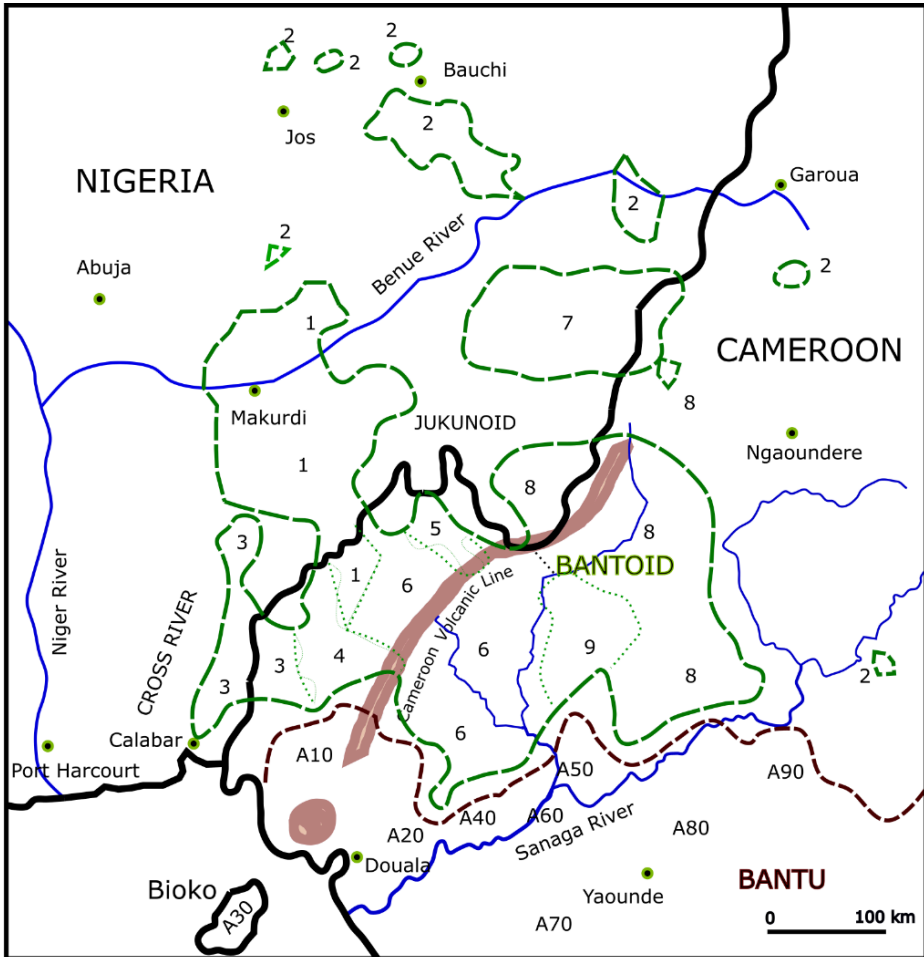 2
2
2
Bauchi
Jos
2
NIGERIA
Garoua
2
2
Benue River
Abuja
2
1
7
CAMEROON
Makurdi
8
JUKUNOID
Ngaoundere
1
8
5
3
8
BANTOID
1
6
Niger River
CROSS RIVER
Cameroon Volcanic Line
6
9
3
4
8
2
3
6
Calabar
A10
Port Harcourt
A50
A90
A40
A60
A20
Sanaga River
A80
Douala
Yaounde
BANTU
Bioko
A30
A70
0 100 km